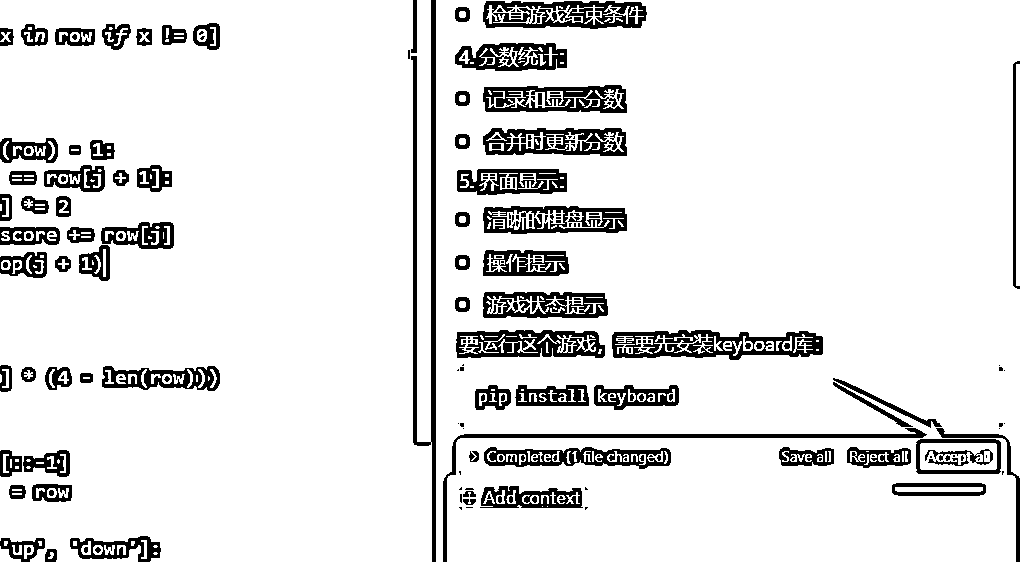 x in row if x != 0]
(row) - 1:
== row[j + 1]:
] *= 2
score += row[j]
op(j + 1)
] * (4 - len(row)))
[::-1]
= row
'up', 'down']:
检查游戏结束条件
4.分数统计:
记录和显示分数
合并时更新分数
5.界面显示:
清晰的棋盘显示
操作提示
游戏状态提示
要运行这个游戏，需要先安装keyboard库:
pip install keyboard
> Completed (1 file changed) Save all Reject all Accept all
Add context